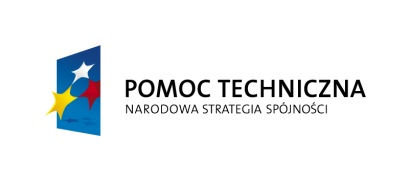 POMOC TECHNICZNA
NARODOWA STRATEGIA SPÓJNOŚCI